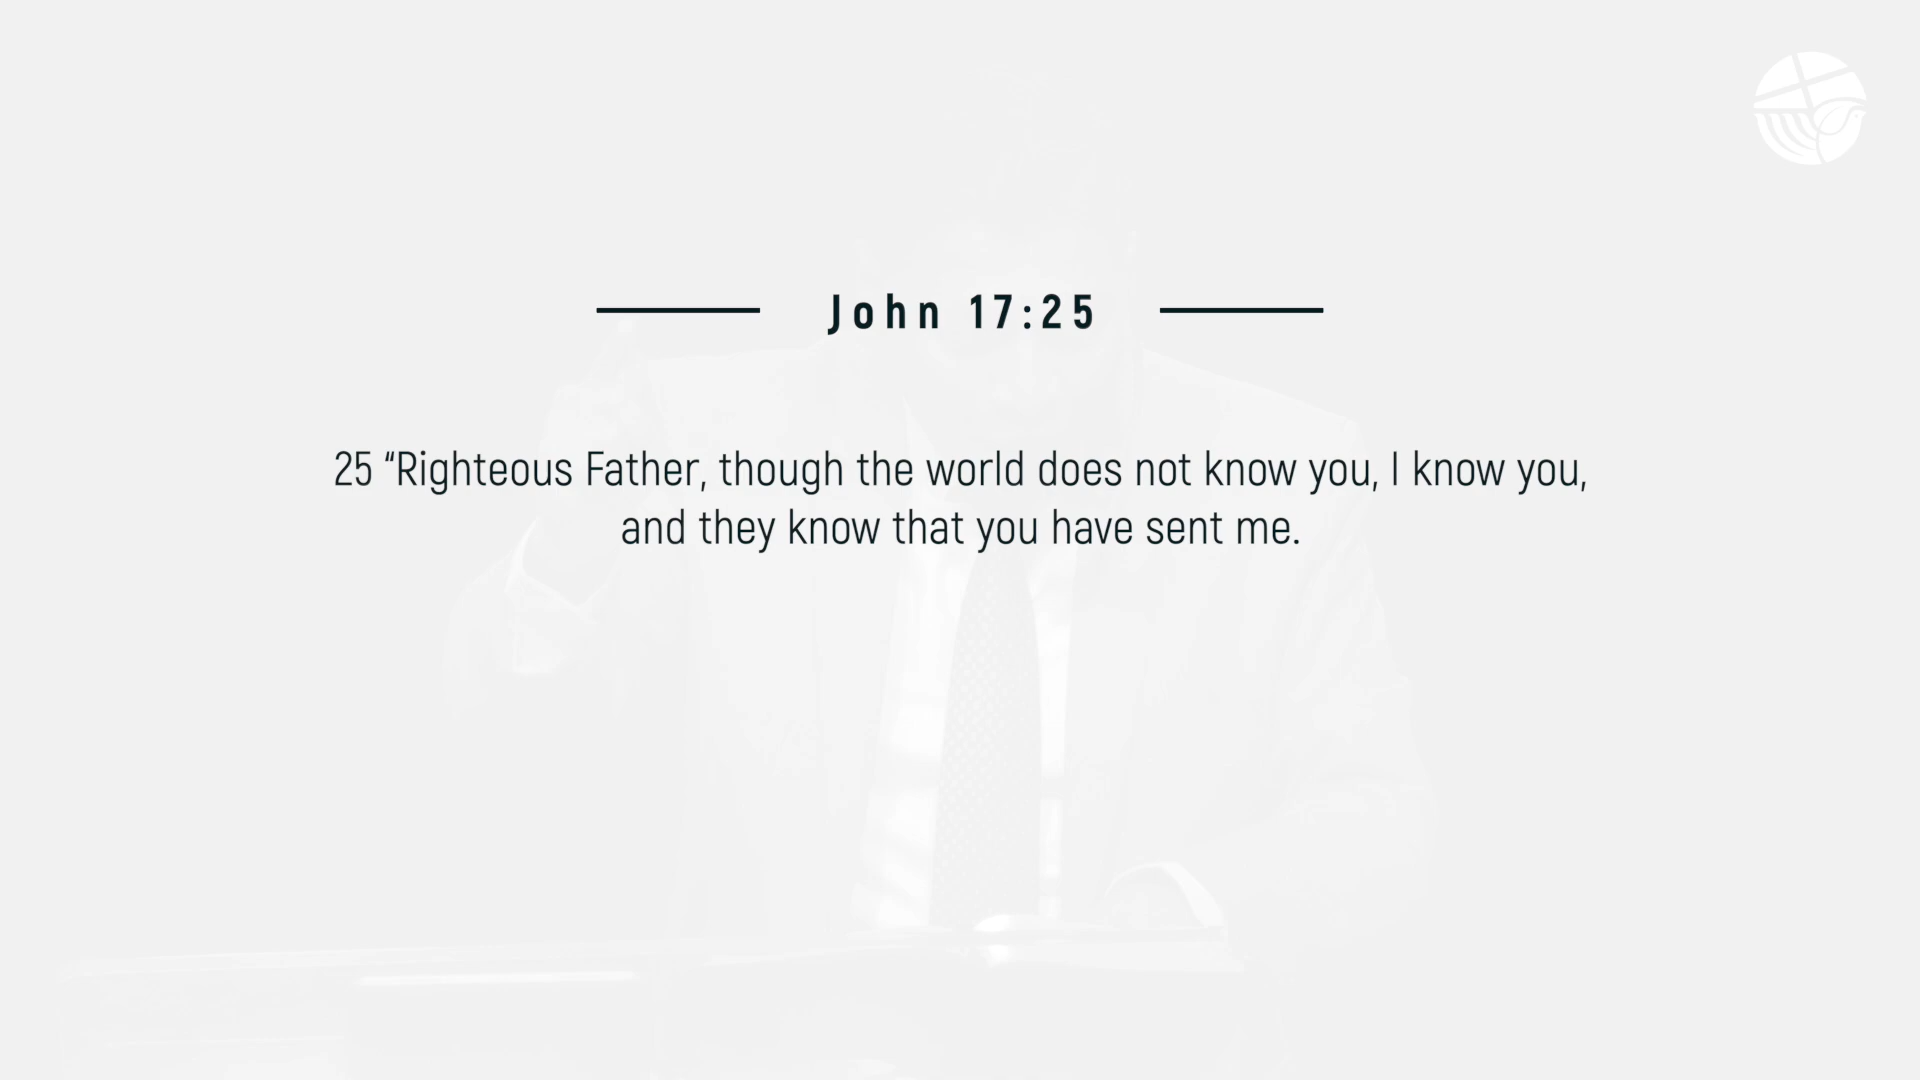 John 17:25
25 “Righteous Father, though the world does not know you, I know you,
and they know that you have sent me.